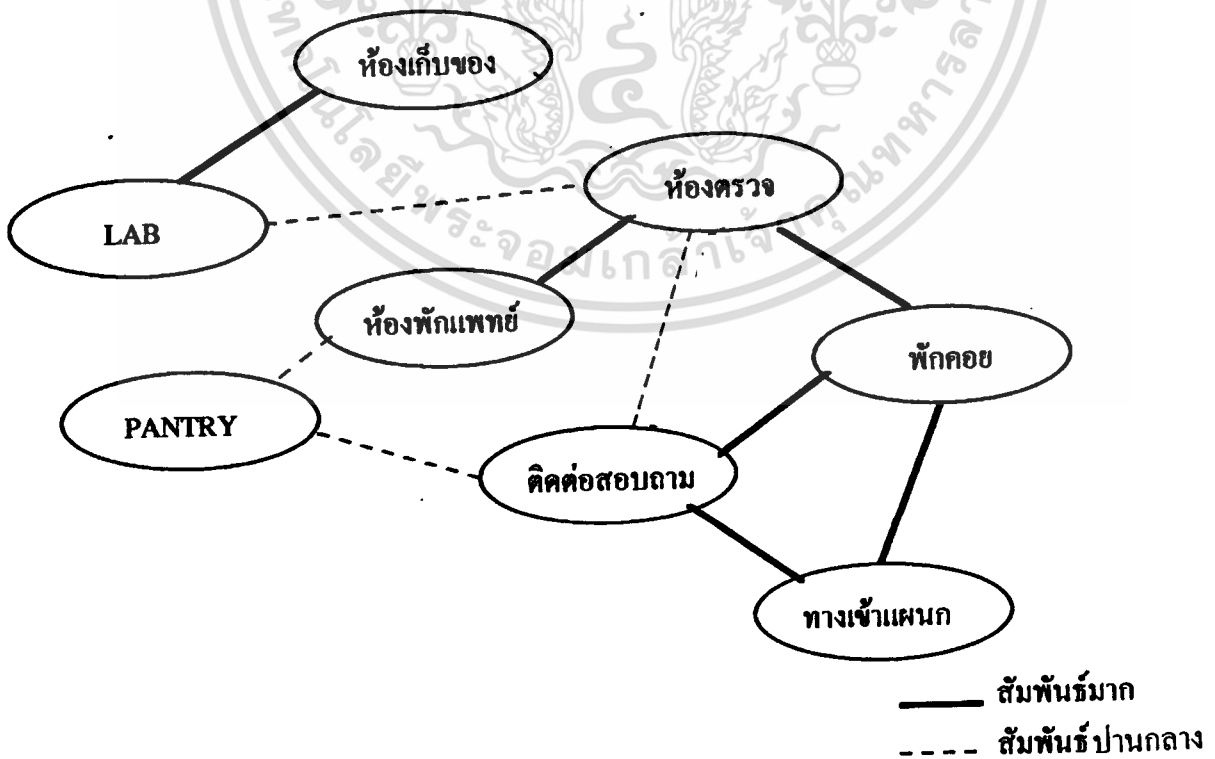 ห้องเก็บของ
ห้องตรวจ
LAB
ห้องพักแพทย์
พักคอย
PANTRY
ติดต่อสอบถาม
ทางเข้าแผนก
สัมพันธ์มาก
สัมพันธ์ปานกลาง